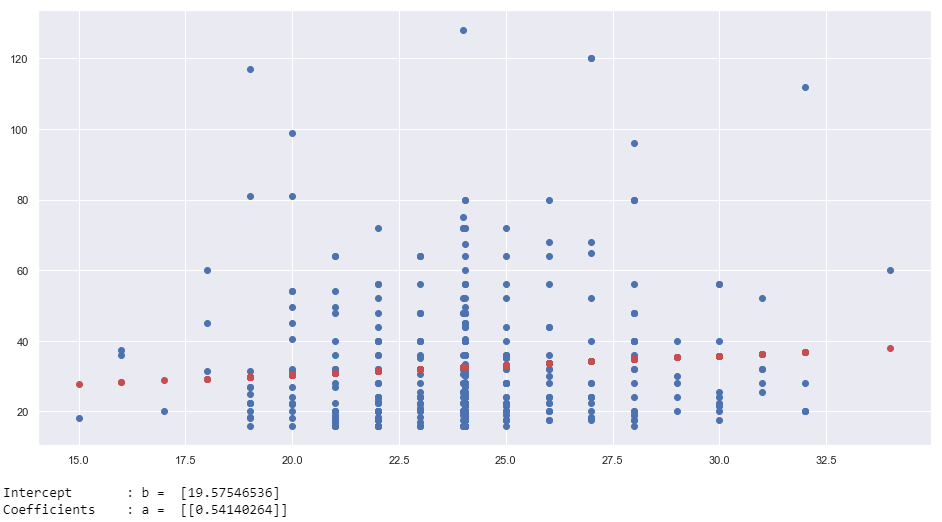 120
100
80
60
40
20
15.0 17.5 20.0 22.5 25.0 27.5 30.0 32.5
Intercept : b = [19.57546536]
Coefficients : a = [[0.54140264]]